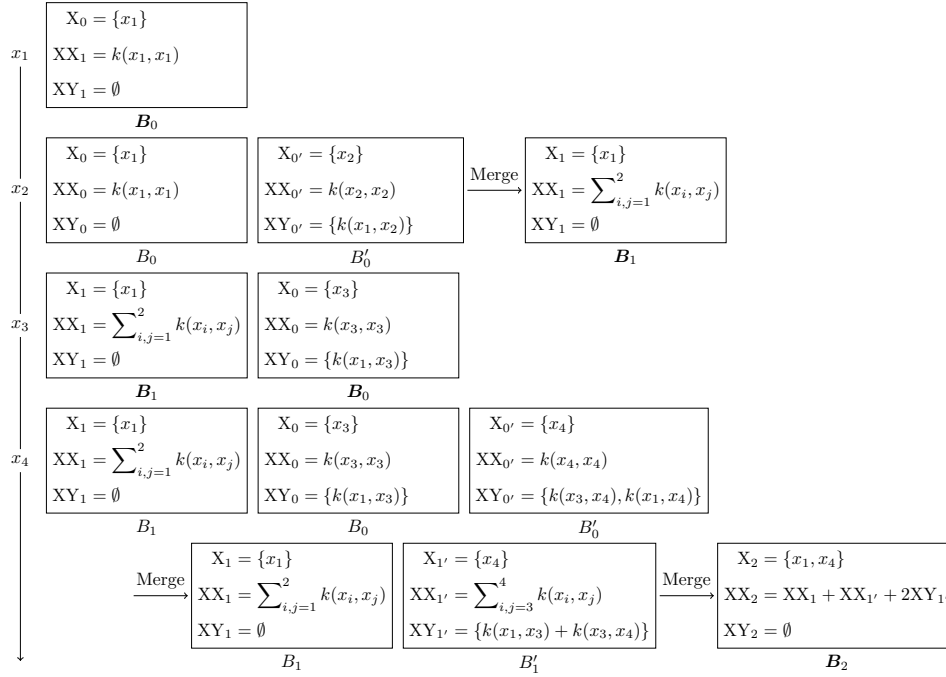 X₀ = {x₁}
x₁ XX₁ = k(x₁, x₁)
XY₁ = ∅
B₀
X₀ = {x₁} X₀′ = {x₂} X₁ = {x₁}
x₂ XX₀ = k(x₁, x₁) XX₀′ = k(x₂, x₂) Merge XX₁ = ∑²ᵢ,ⱼ₌₁ k(xᵢ, xⱼ)
XY₀ = ∅ XY₀′ = {k(x₁, x₂)} XY₁ = ∅
B₀ B′₀ B₁
X₁ = {x₁} X₀ = {x₃}
x₃ XX₁ = ∑²ᵢ,ⱼ₌₁ k(xᵢ, xⱼ) XX₀ = k(x₃, x₃)
XY₁ = ∅ XY₀ = {k(x₁, x₃)}
B₁ B₀
X₁ = {x₁} X₀ = {x₃} X₀′ = {x₄}
x₄ XX₁ = ∑²ᵢ,ⱼ₌₁ k(xᵢ, xⱼ) XX₀ = k(x₃, x₃) XX₀′ = k(x₄, x₄)
XY₁ = ∅ XY₀ = {k(x₁, x₃)} XY₀′ = {k(x₃, x₄), k(x₁, x₄)}
B₁ B₀ B′₀
X₁ = {x₁} X₁′ = {x₄} X₂ = {x₁, x₄}
Merge XX₁ = ∑²ᵢ,ⱼ₌₁ k(xᵢ, xⱼ) XX₁′ = ∑⁴ᵢ,ⱼ₌₃ k(xᵢ, xⱼ) Merge XX₂ = XX₁ + XX₁′ + 2XY₁
XY₁ = ∅ XY₁′ = {k(x₁, x₃) + k(x₃, x₄)} XY₂ = ∅
B₁ B′₁ B₂